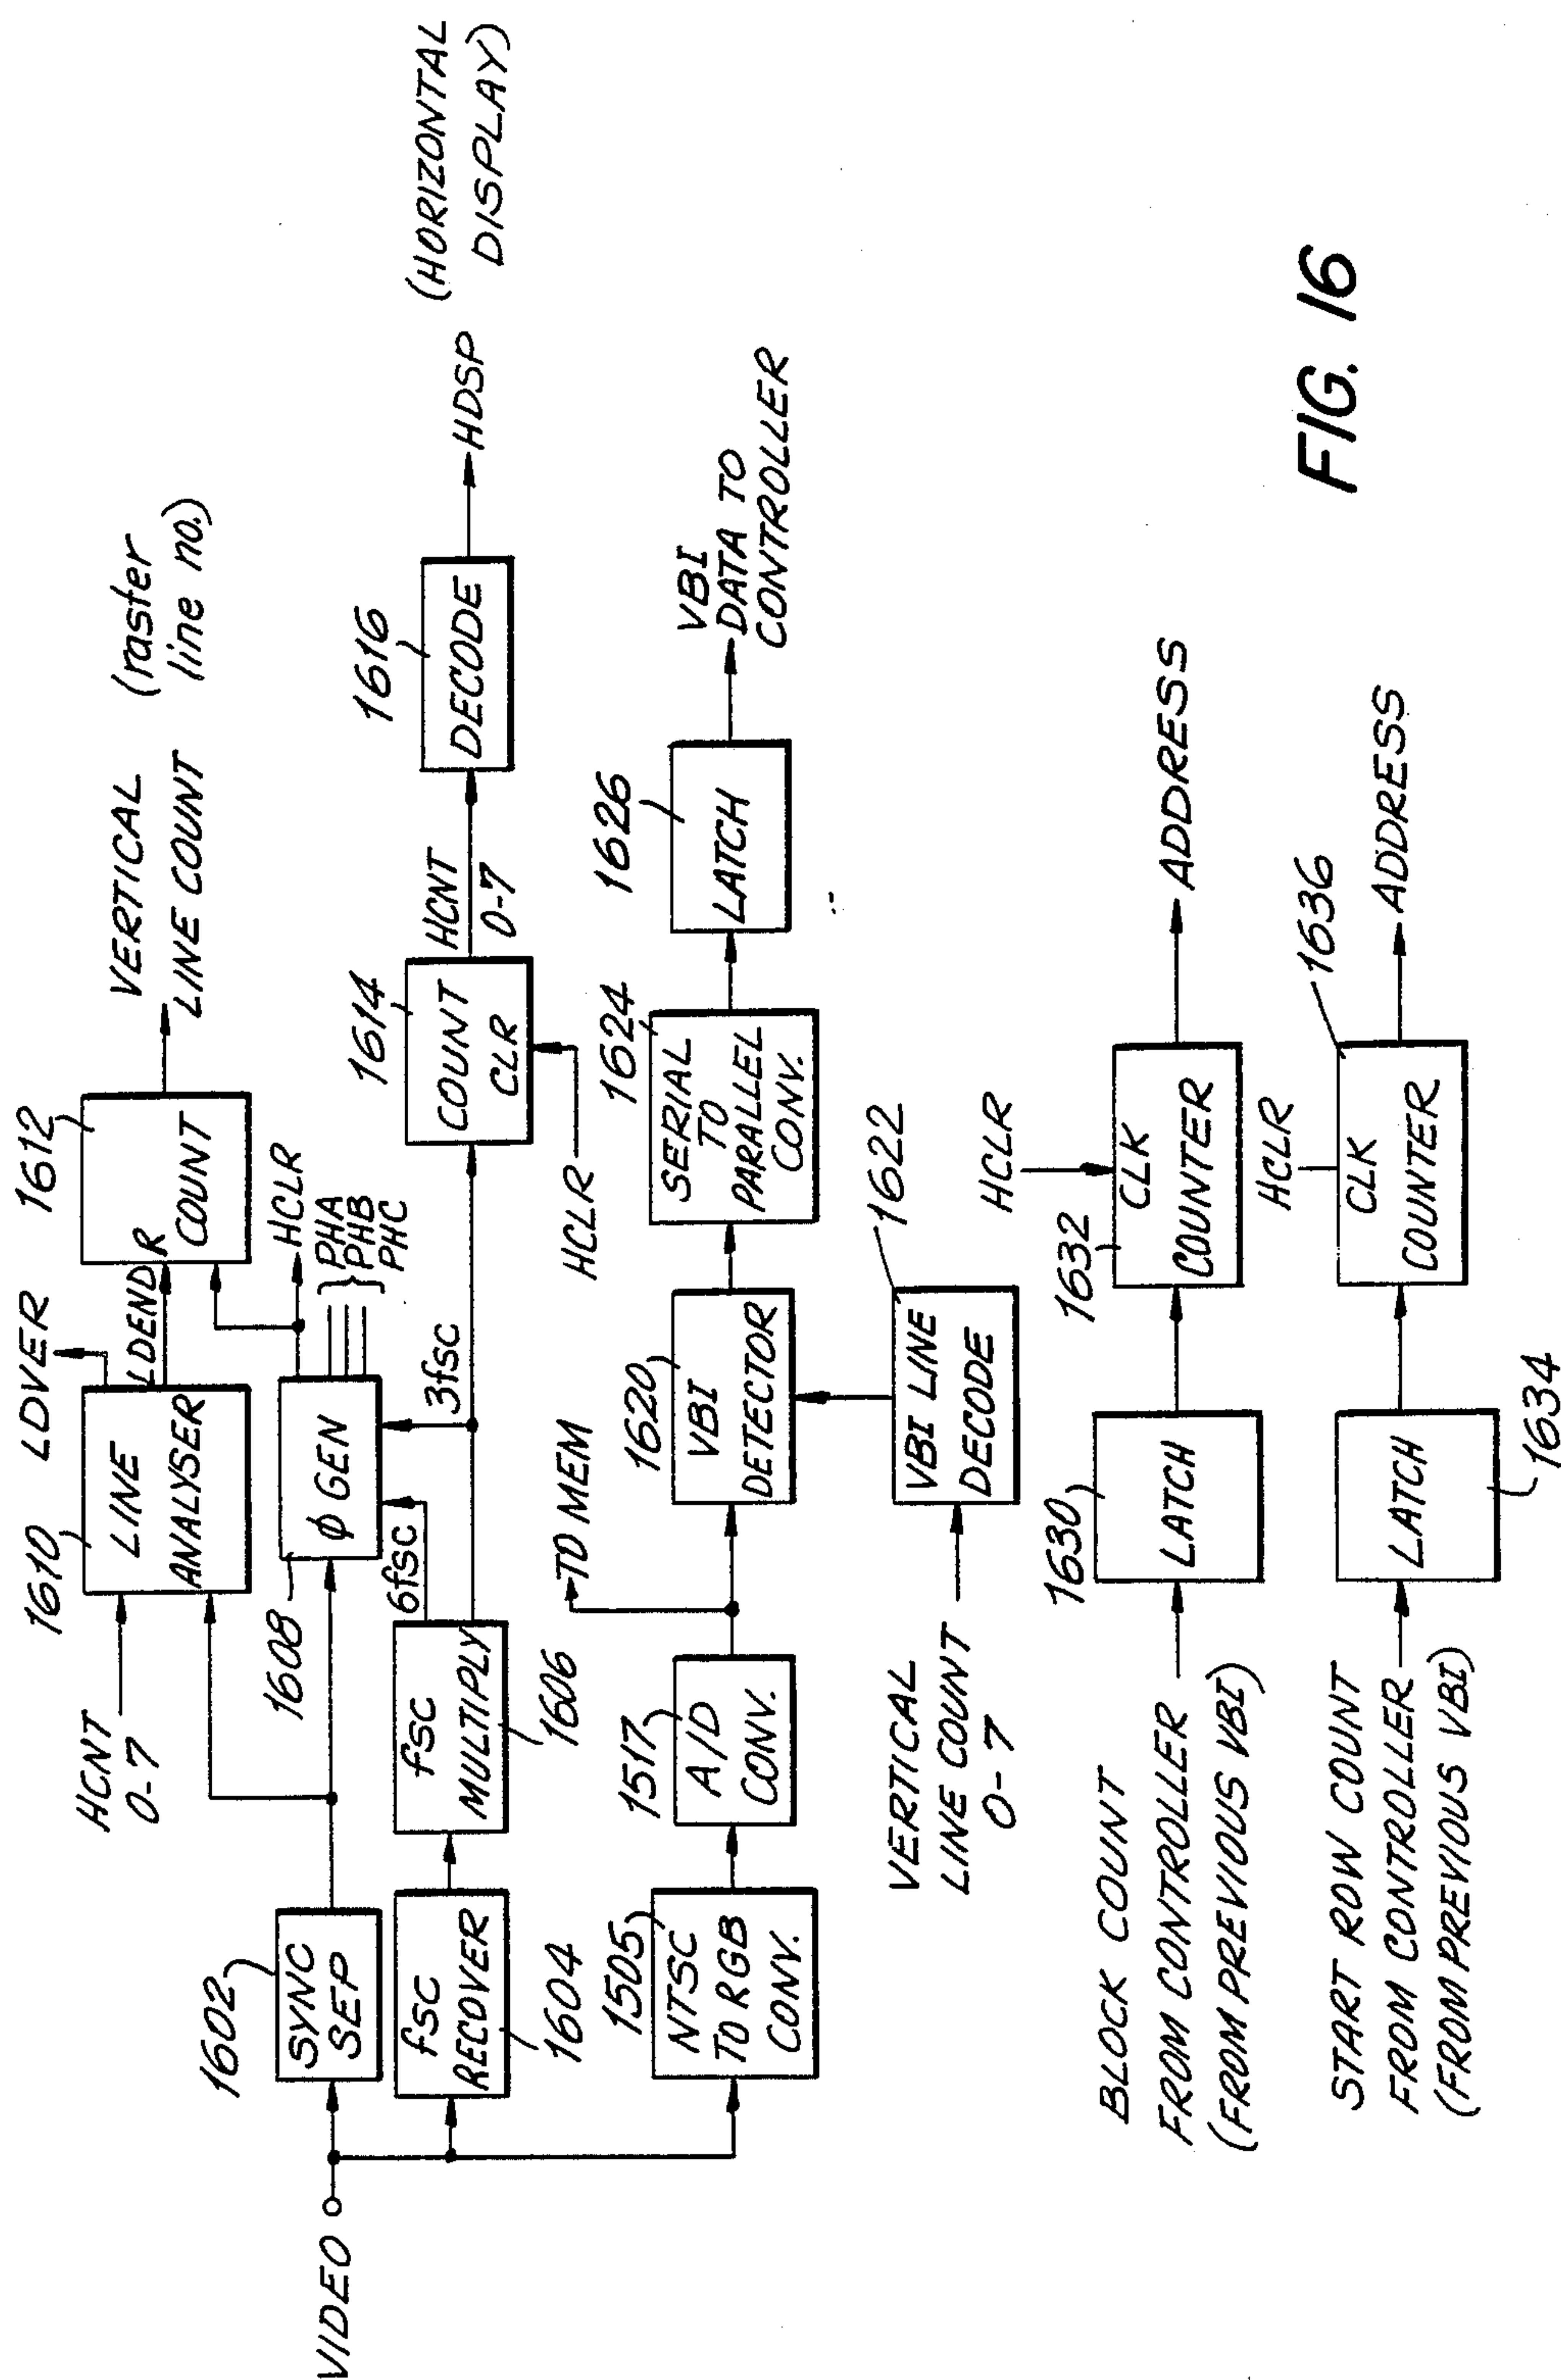 VIDEO
1602
SYNC
SEP
fsc
RECOVER
1604
1505
NTSC
TO RGB
CONV.
HCNT
0-7
1610
LINE
ANALYSER
LDVER
LDEND
1612
R
COUNT
VERTICAL
LINE COUNT
(raster
line no.)
1608
φ GEN
HCLR
PHA
PHB
PHC
6fsc
3fsc
fsc
MULTIPLY
1606
1614
COUNT
CLR
HCLR
HCNT
0-7
1616
DECODE
HDSP
(HORIZONTAL
DISPLAY)
1517
A/D
CONV.
TO MEM
1620
VBI
DETECTOR
1624
SERIAL
TO
PARALLEL
CONV.
1626
LATCH
VBI
DATA TO
CONTROLLER
VERTICAL
LINE COUNT
0-7
1622
VBI LINE
DECODE
BLOCK COUNT
FROM CONTROLLER
(FROM PREVIOUS VBI)
1630
LATCH
1632
HCLR
CLK
COUNTER
ADDRESS
START ROW COUNT
FROM CONTROLLER
(FROM PREVIOUS VBI)
LATCH
1634
HCLR
1636
CLK
COUNTER
ADDRESS
FIG. 16